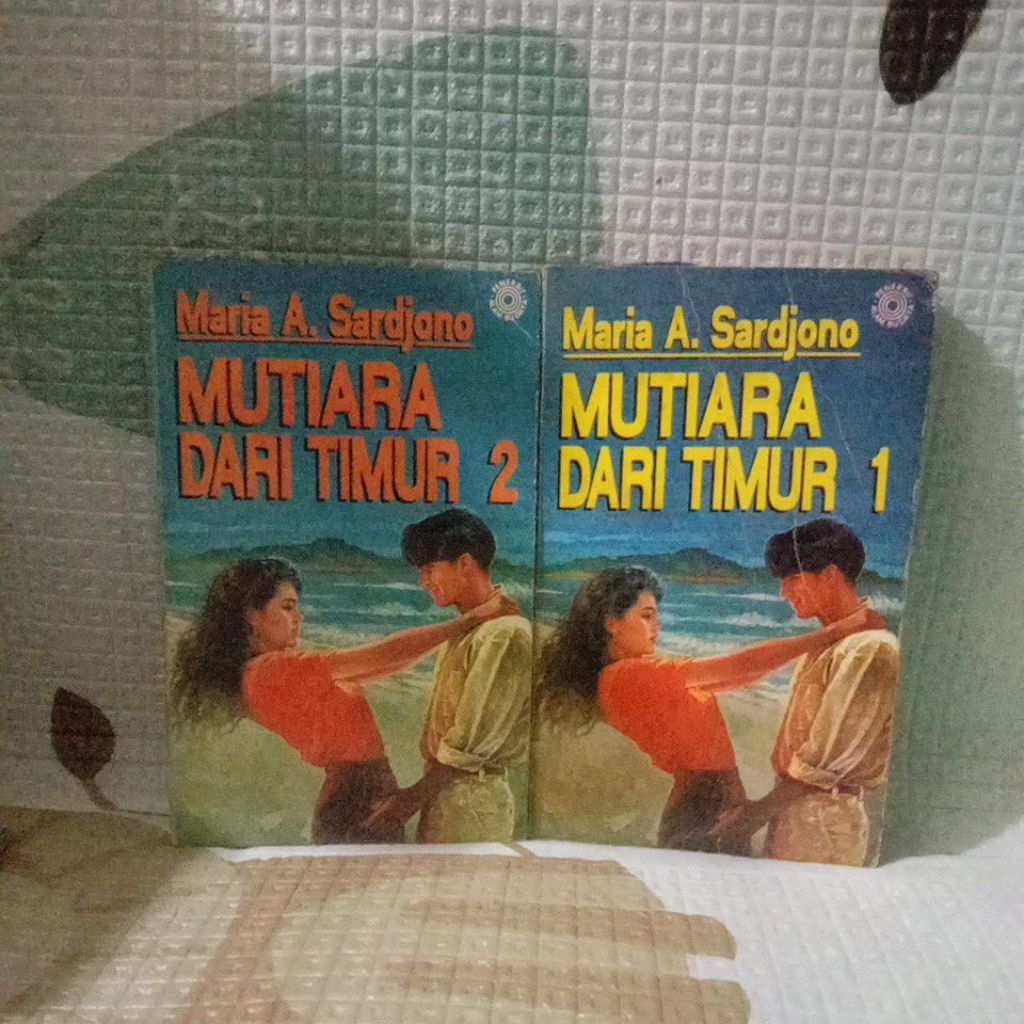 Maria A. Sardjono
MUTIARA
DARI TIMUR 2
Maria A. Sardjono
MUTIARA
DARI TIMUR 1